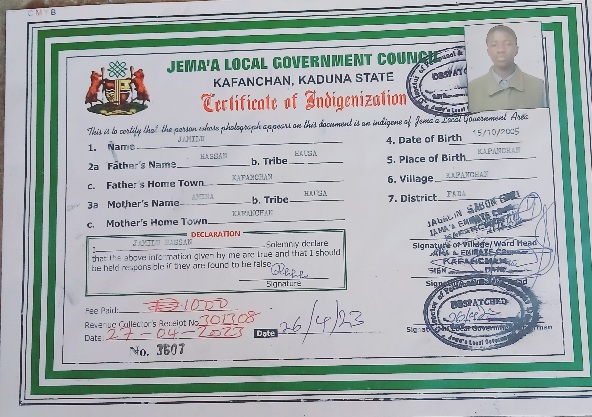 C M Y B
JEMA'A LOCAL GOVERNMENT COUNCIL
KAFANCHAN, KADUNA STATE
Certificate of Indigenization
This is to certify that the person whose photograph appears on this document is an indigene of Jema'a Local Government Area
1. Name JAMILU
2a Father's Name HASSAN b. Tribe HAUSA
c. Father's Home Town KAFANCHAN
3a Mother's Name b. Tribe HAUSA
c. Mother's Home Town KAFANCHAN
4. Date of Birth 15/10/2005
5. Place of Birth KAFANCHAN
6. Village KAFANCHAN
7. District
DECLARATION
JAMILU HASSAN Solemnly declare
that the above information given by me are true and that I should
be held responsible if they are found to be false
Signature
Signature of Village/Ward Head
KAFANCHAN
SIGN DATE
DISPATCHED
Fee Paid: 1000
Revenue Collector's Receipt No. 301308
Date: 27-04-2023 Date 26/4/23
No. 3607